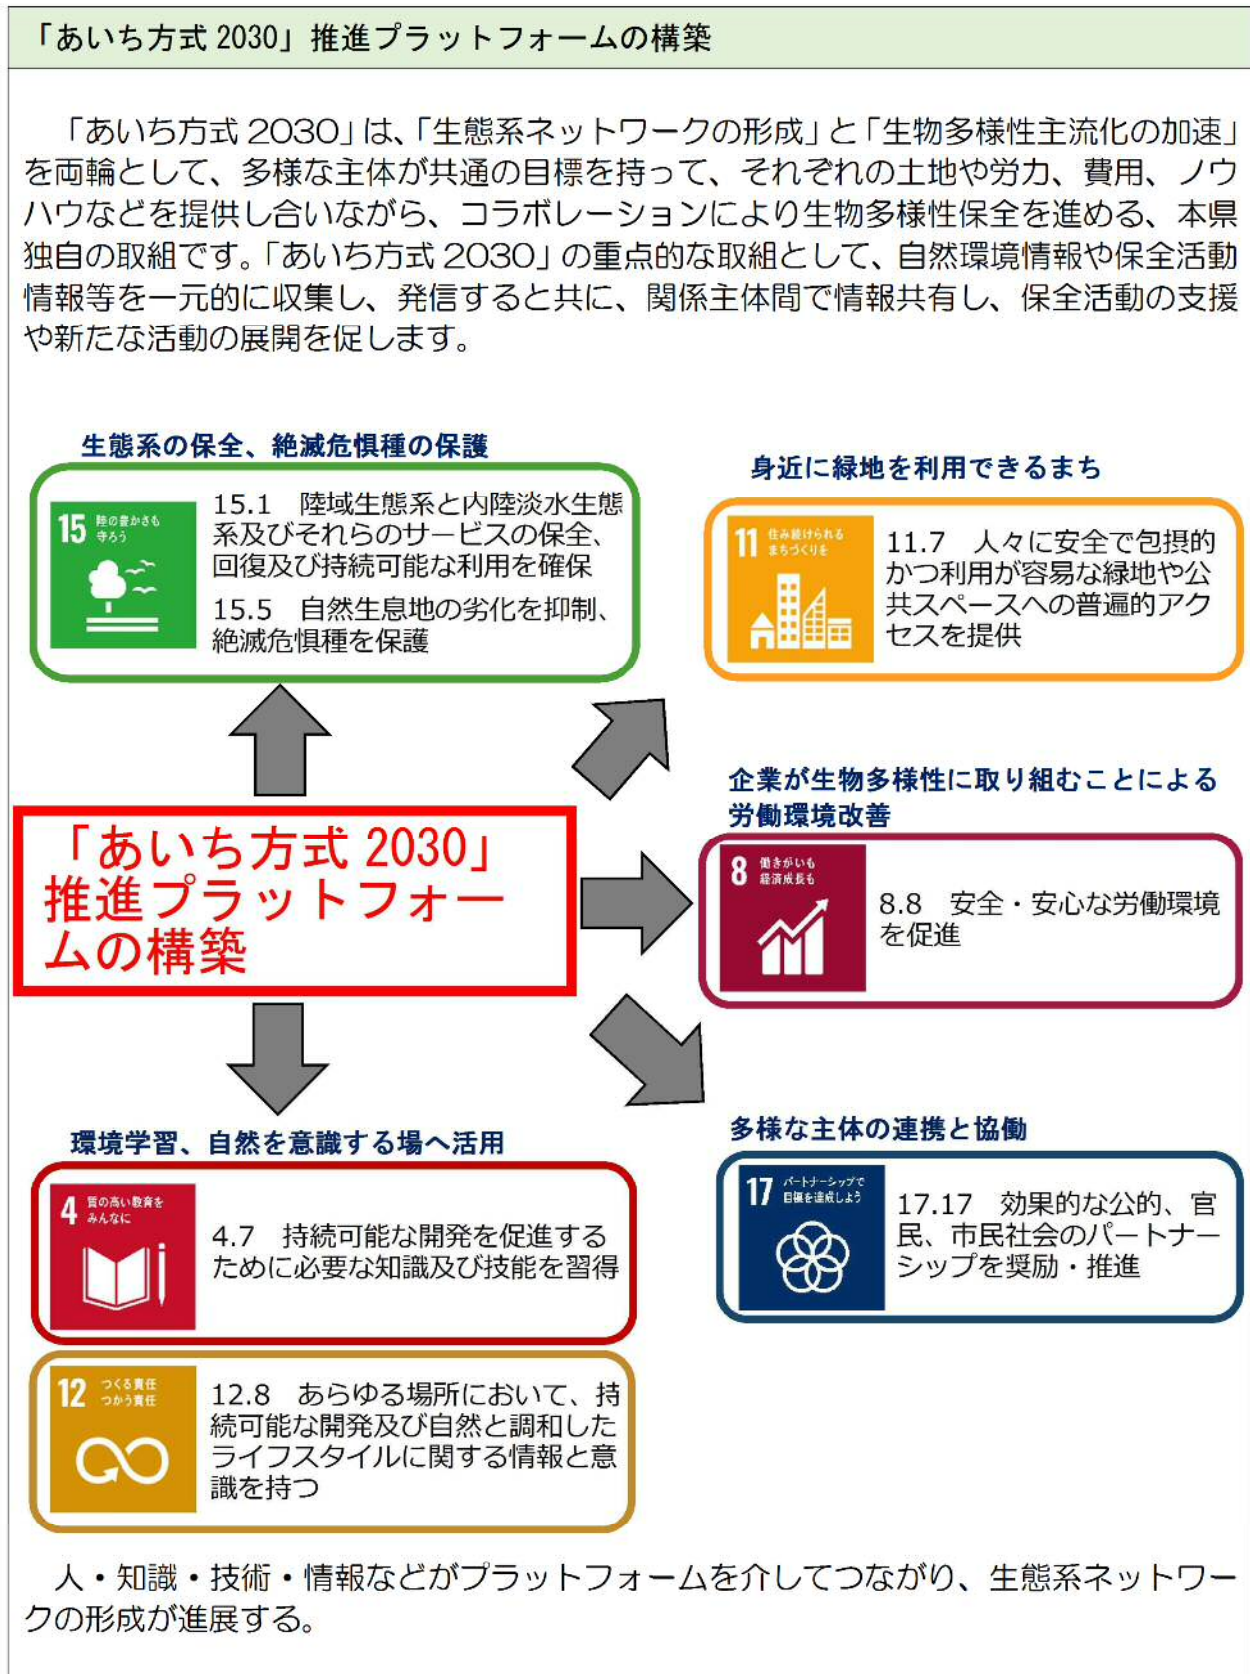 「あいち方式 2030」推進プラットフォームの構築
「あいち方式 2030」は、「生態系ネットワークの形成」と「生物多様性主流化の加速」
を両輪として、多様な主体が共通の目標を持って、それぞれの土地や労力、費用、ノウ
ハウなどを提供し合いながら、コラボレーションにより生物多様性保全を進める、本県
独自の取組です。「あいち方式 2030」の重点的な取組として、自然環境情報や保全活動
情報等を一元的に収集し、発信すると共に、関係主体間で情報共有し、保全活動の支援
や新たな活動の展開を促します。
生態系の保全、絶滅危惧種の保護
15 陸の豊かさも
守ろう
15.1 陸域生態系と内陸淡水生態
系及びそれらのサービスの保全、
回復及び持続可能な利用を確保
15.5 自然生息地の劣化を抑制、
絶滅危惧種を保護
身近に緑地を利用できるまち
11 住み続けられる
まちづくりを
11.7 人々に安全で包摂的
かつ利用が容易な緑地や公
共スペースへの普遍的アク
セスを提供
企業が生物多様性に取り組むことによる
労働環境改善
8 働きがいも
経済成長も
8.8 安全・安心な労働環境
を促進
「あいち方式 2030」
推進プラットフォー
ムの構築
環境学習、自然を意識する場へ活用
4 質の高い教育を
みんなに
4.7 持続可能な開発を促進する
ために必要な知識及び技能を習得
12 つくる責任
つかう責任
12.8 あらゆる場所において、持
続可能な開発及び自然と調和した
ライフスタイルに関する情報と意
識を持つ
多様な主体の連携と協働
17 パートナーシップで
目標を達成しよう
17.17 効果的な公的、官
民、市民社会のパートナー
シップを奨励・推進
人・知識・技術・情報などがプラットフォームを介してつながり、生態系ネットワー
クの形成が進展する。